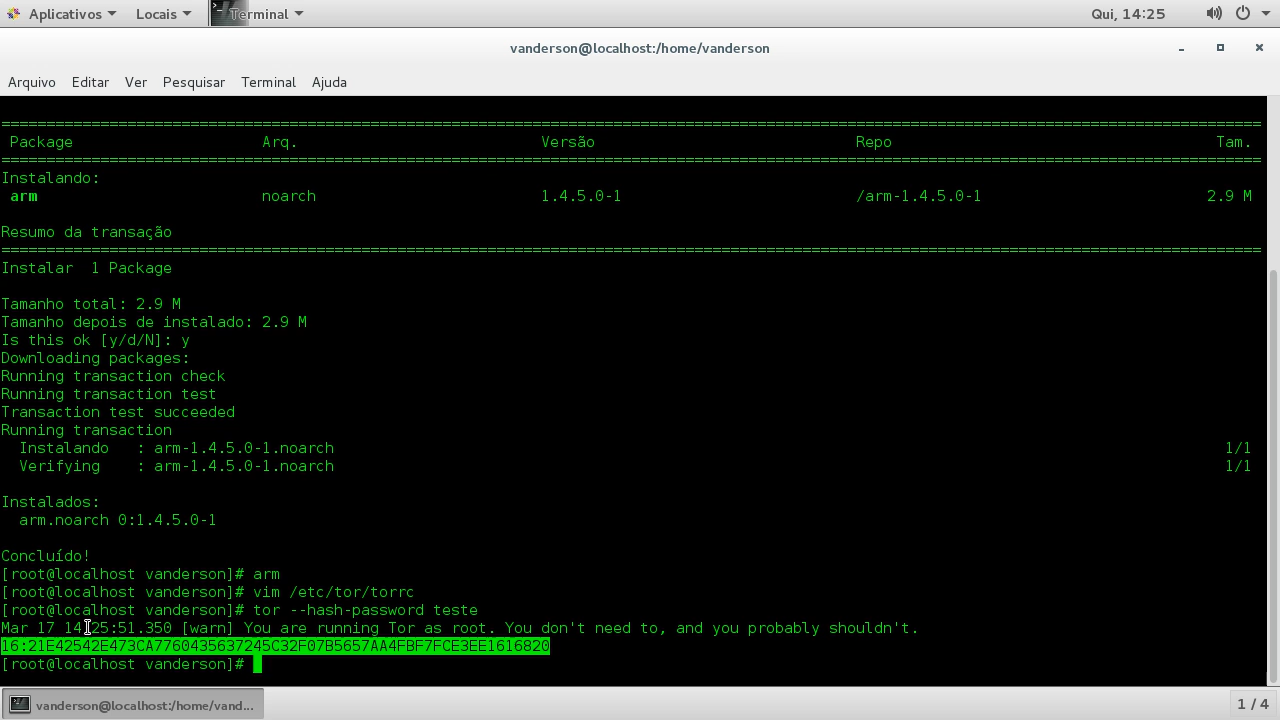 Aplicativos Locais Terminal Qui, 14:25
vanderson@localhost:/home/vanderson
Arquivo Editar Ver Pesquisar Terminal Ajuda
================================================================================
Package Arq. Versão Repo Tam.
================================================================================
Instalando:
arm noarch 1.4.5.0-1 /arm-1.4.5.0-1 2.9 M
Resumo da transação
================================================================================
Instalar 1 Package
Tamanho total: 2.9 M
Tamanho depois de instalado: 2.9 M
Is this ok [y/d/N]: y
Downloading packages:
Running transaction check
Running transaction test
Transaction test succeeded
Running transaction
Instalando : arm-1.4.5.0-1.noarch 1/1
Verifying : arm-1.4.5.0-1.noarch 1/1
Instalados:
arm.noarch 0:1.4.5.0-1
Concluído!
[root@localhost vanderson]# arm
[root@localhost vanderson]# vim /etc/tor/torrc
[root@localhost vanderson]# tor --hash-password teste
Mar 17 14:25:51.350 [warn] You are running Tor as root. You don't need to, and you probably shouldn't.
16:21E42542E473CA7760435637245C32F07B5657AA4FBF7FCE3EE1616820
[root@localhost vanderson]#
vanderson@localhost:/home/vand... 1 / 4